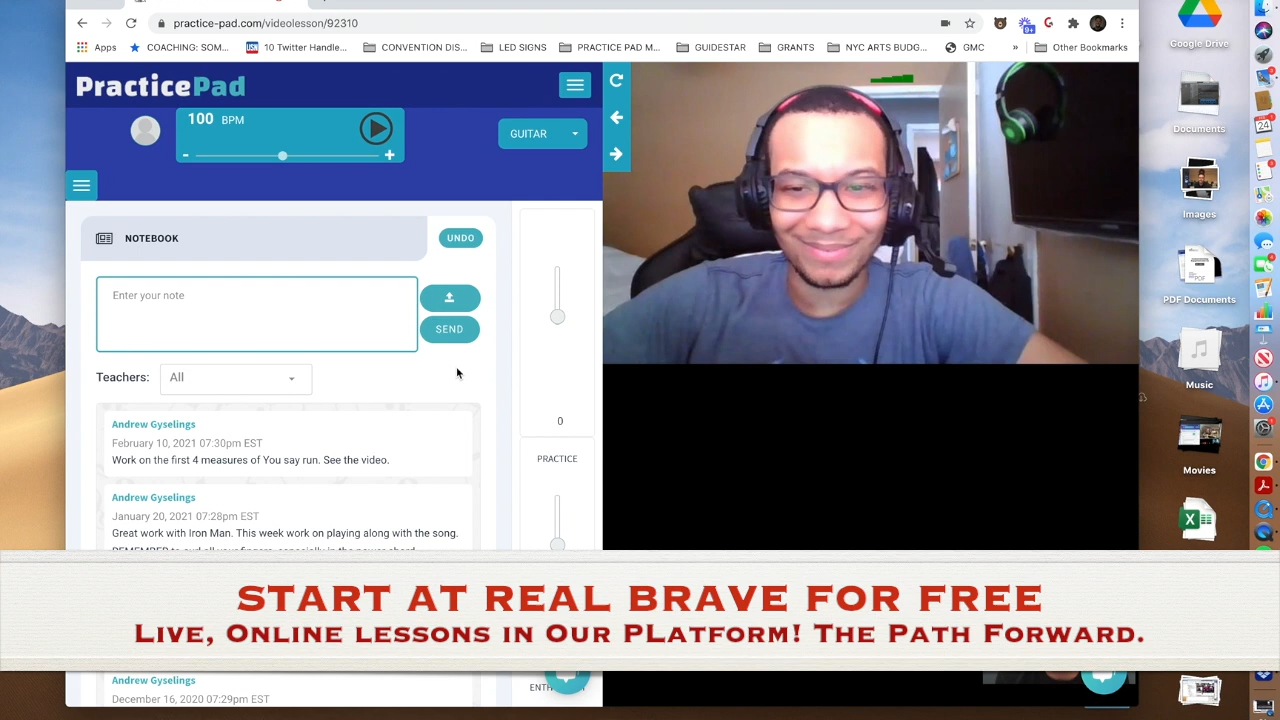 practice-pad.com/videolesson/92310
Apps
COACHING: SOM...
10 Twitter Handle...
CONVENTION DIS...
LED SIGNS
PRACTICE PAD M...
GUIDESTAR
GRANTS
NYC ARTS BUDG...
GMC
»
Other Bookmarks
9+
PracticePad
100 BPM
- +
GUITAR
NOTEBOOK
UNDO
Enter your note
SEND
Teachers: All
Andrew Gyselings
February 10, 2021 07:30pm EST
Work on the first 4 measures of You say run. See the video.
Andrew Gyselings
January 20, 2021 07:28pm EST
Great work with Iron Man. This week work on playing along with the song.
0
PRACTICE
START AT REAL BRAVE FOR FREE
Live, Online lessons in Our PLatform! The Path Forward.
Andrew Gyselings
December 16, 2020 07:29pm EST
Google Drive
Documents
Images
PDF
PDF Documents
Music
Movies
24